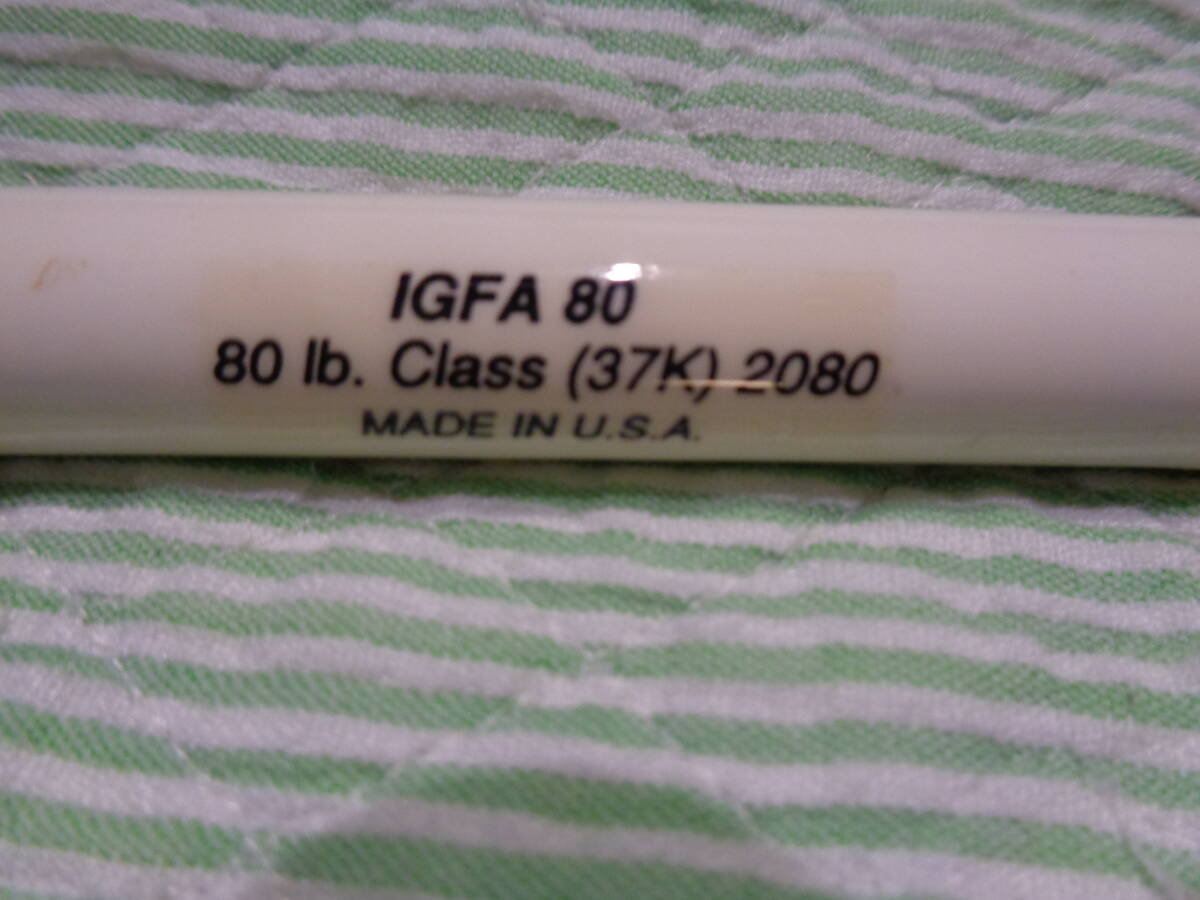 IGFA 80
80 lb. Class (37K) 2080
MADE IN U.S.A.